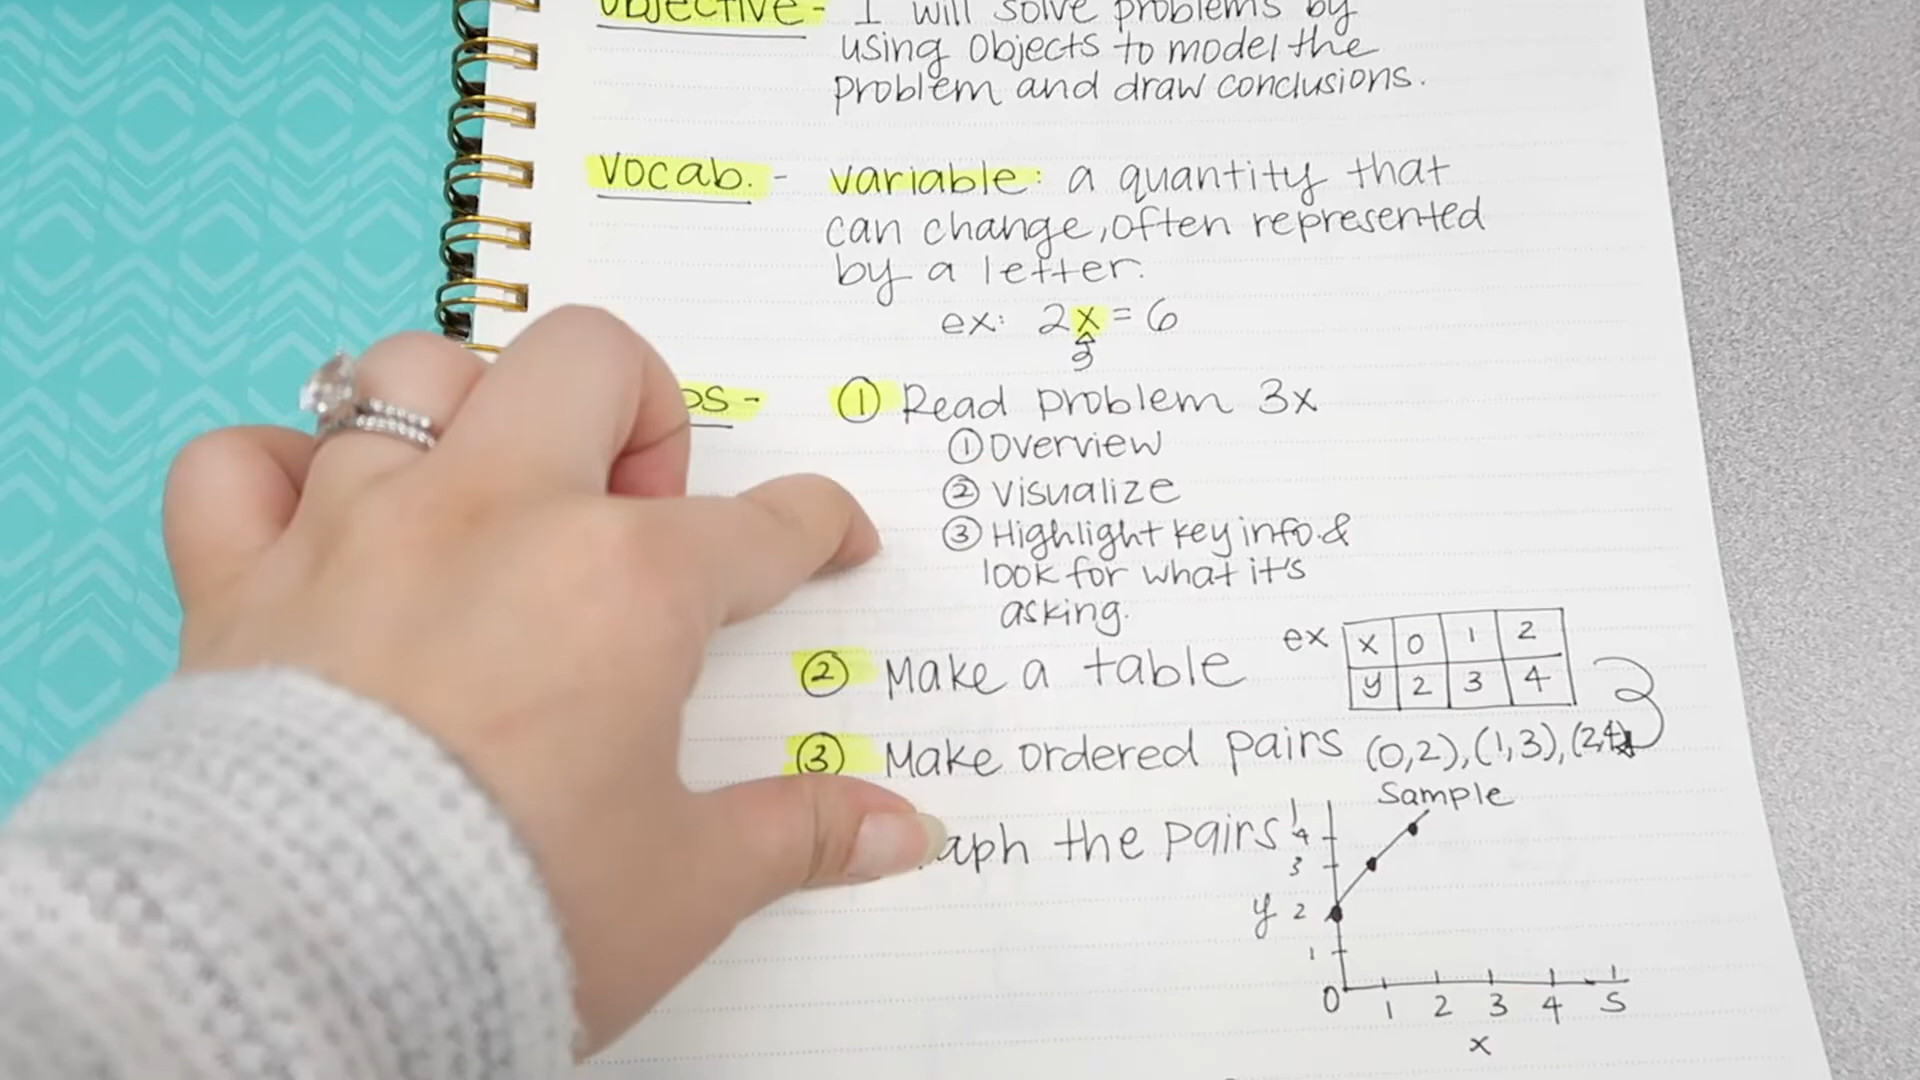 Objective - I will solve problems by
using objects to model the
problem and draw conclusions.
Vocab. - variable: a quantity that
can change, often represented
by a letter.
ex: 2x = 6
3
① Read problem 3x
① Overview
② Visualize
③ Highlight key info. &
look for what it's
asking.
② Make a table ex
x 0 1 2
y 2 3 4
③ Make ordered pairs (0,2), (1,3), (2,4)
the pairs
Sample
4
3
y 2
1
0 1 2 3 4 5
x